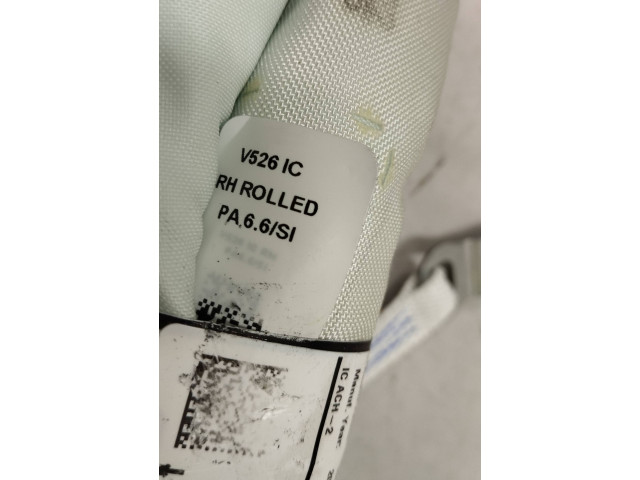 V526 IC
RH ROLLED
PA 6.6/SI
Manuf. Year:
IC ACH-2